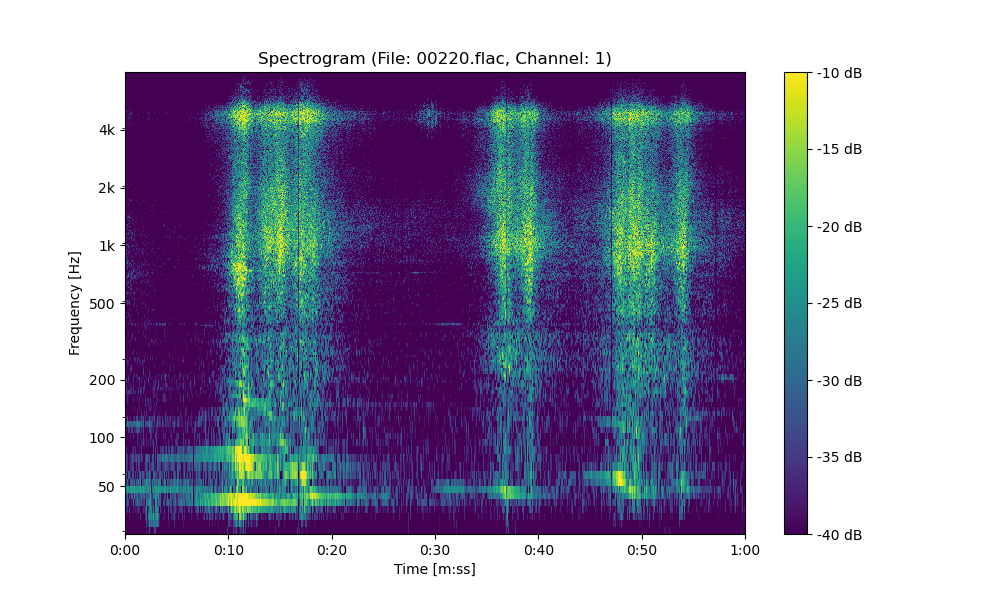 Spectrogram (File: 00220.flac, Channel: 1)
Frequency [Hz]
4k
2k
1k
500
200
100
50
0:00
0:10
0:20
0:30
0:40
0:50
1:00
Time [m:ss]
-10 dB
-15 dB
-20 dB
-25 dB
-30 dB
-35 dB
-40 dB